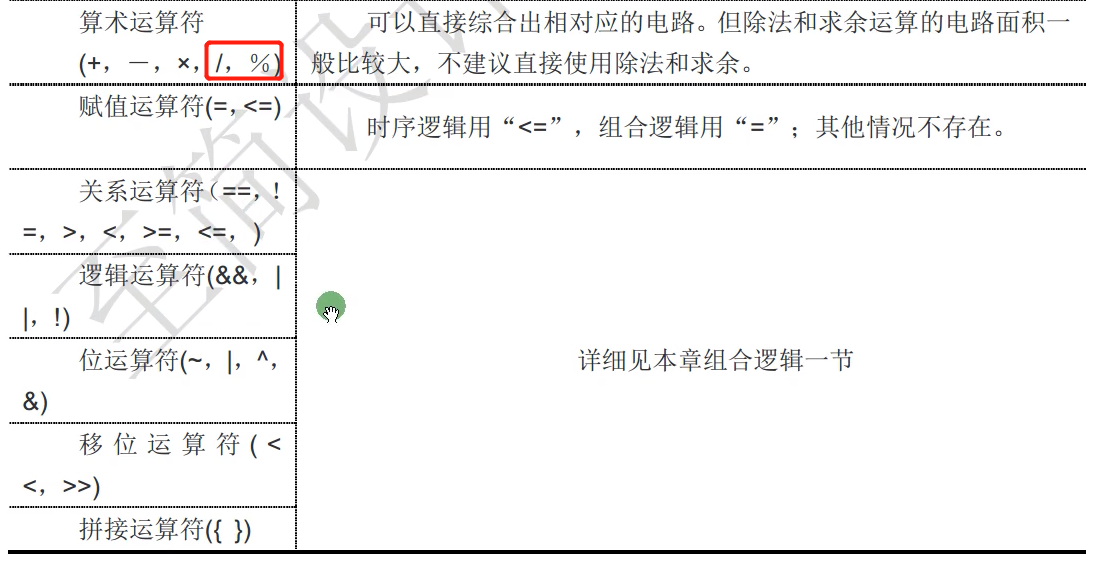 算术运算符
(+，－，×，/，％)
可以直接综合出相对应的电路。但除法和求余运算的电路面积一
般比较大，不建议直接使用除法和求余。
赋值运算符(=，<=)
时序逻辑用“<=”，组合逻辑用“=”；其他情况不存在。
关系运算符（==，！
=，>，<，>=，<=，)
逻辑运算符(&&，|
|，!)
位运算符(~，|，^，
&)
移位运算符(<
<，>>)
拼接运算符({ })
详细见本章组合逻辑一节
至简设计